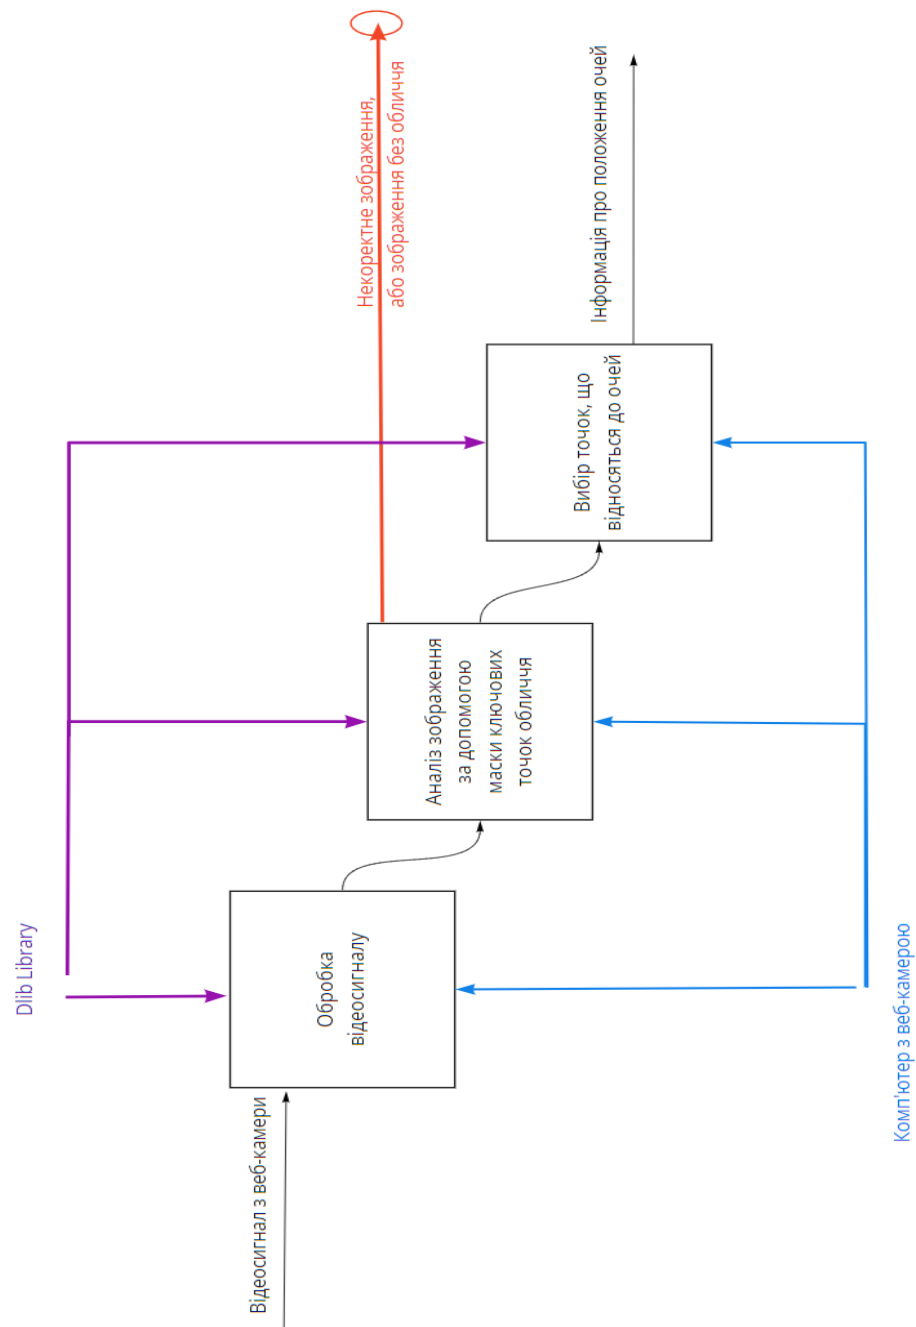 Dlib Library
Некоректне зображення,
або зображення без обличчя
Відеосигнал з веб-камери
Обробка
відеосигналу
Аналіз зображення
за допомогою
маски ключових
точок обличчя
Вибір точок, що
відносяться до очей
Інформація про положення очей
Комп'ютер з веб-камерою